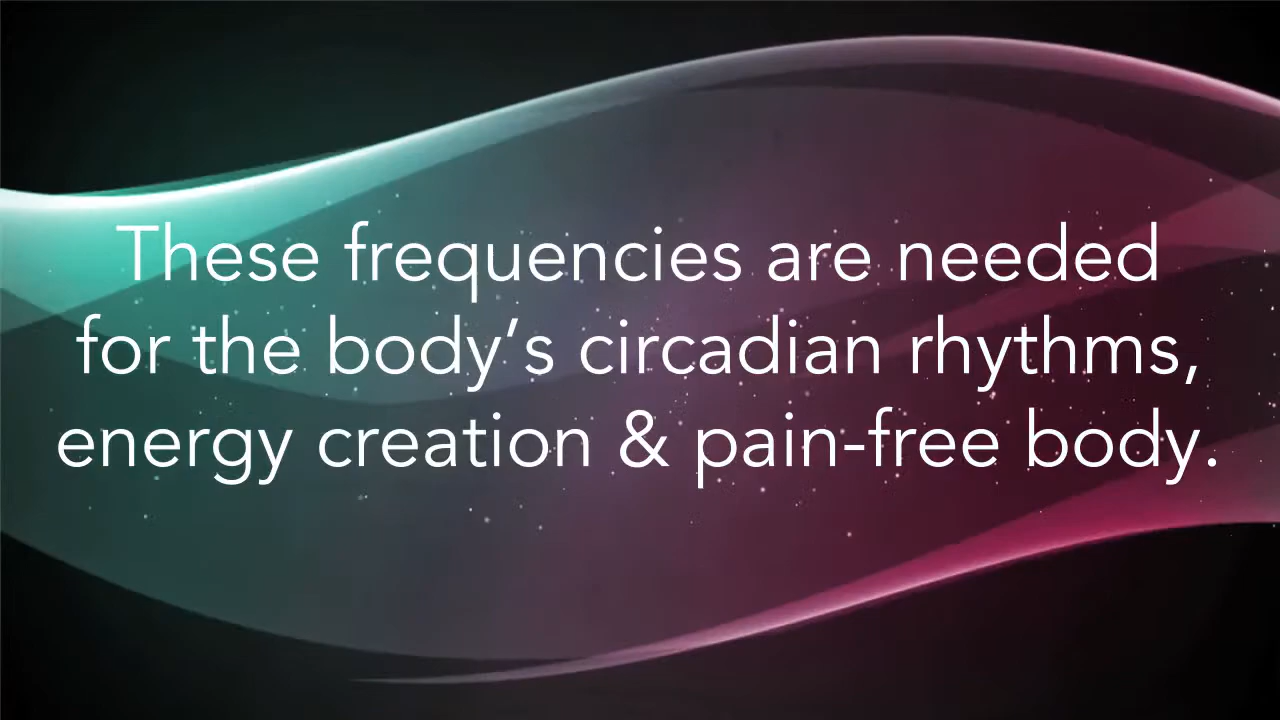 These frequencies are needed
for the body’s circadian rhythms,
energy creation & pain-free body.